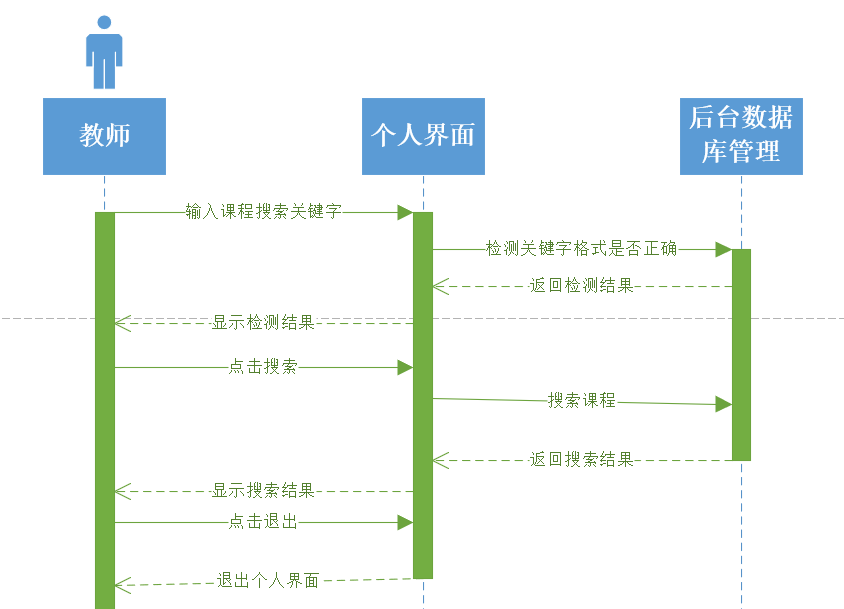 教师
个人界面
后台数据
库管理
输入课程搜索关键字
检测关键字格式是否正确
返回检测结果
显示检测结果
点击搜索
搜索课程
返回搜索结果
显示搜索结果
点击退出
退出个人界面